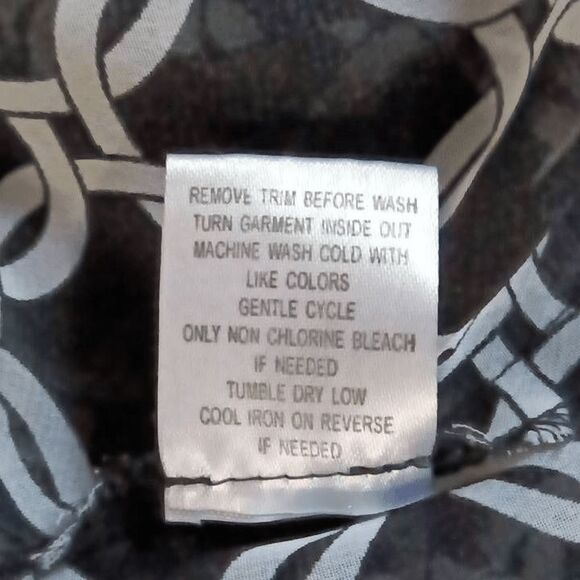 REMOVE TRIM BEFORE WASH
TURN GARMENT INSIDE OUT
MACHINE WASH COLD WITH
LIKE COLORS
GENTLE CYCLE
ONLY NON CHLORINE BLEACH
IF NEEDED
TUMBLE DRY LOW
COOL IRON ON REVERSE
IF NEEDED